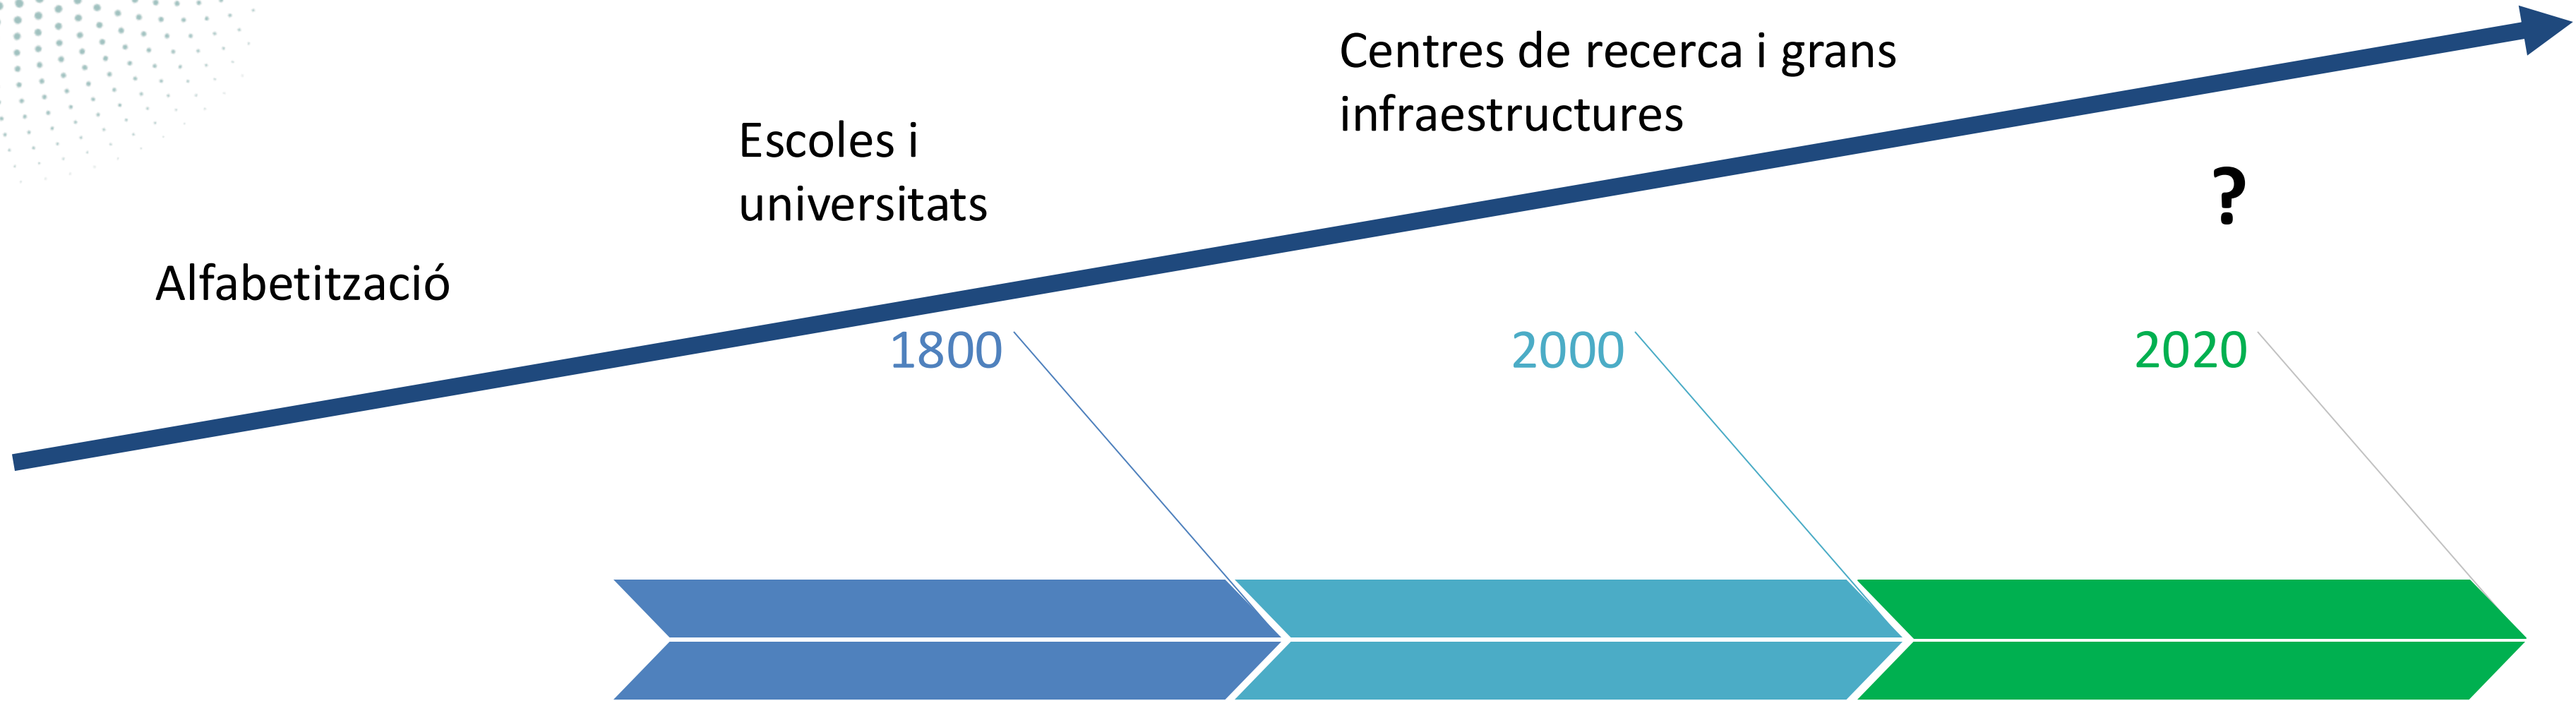 Centres de recerca i grans
infraestructures
Escoles i
universitats
?
Alfabetització
1800
2000
2020